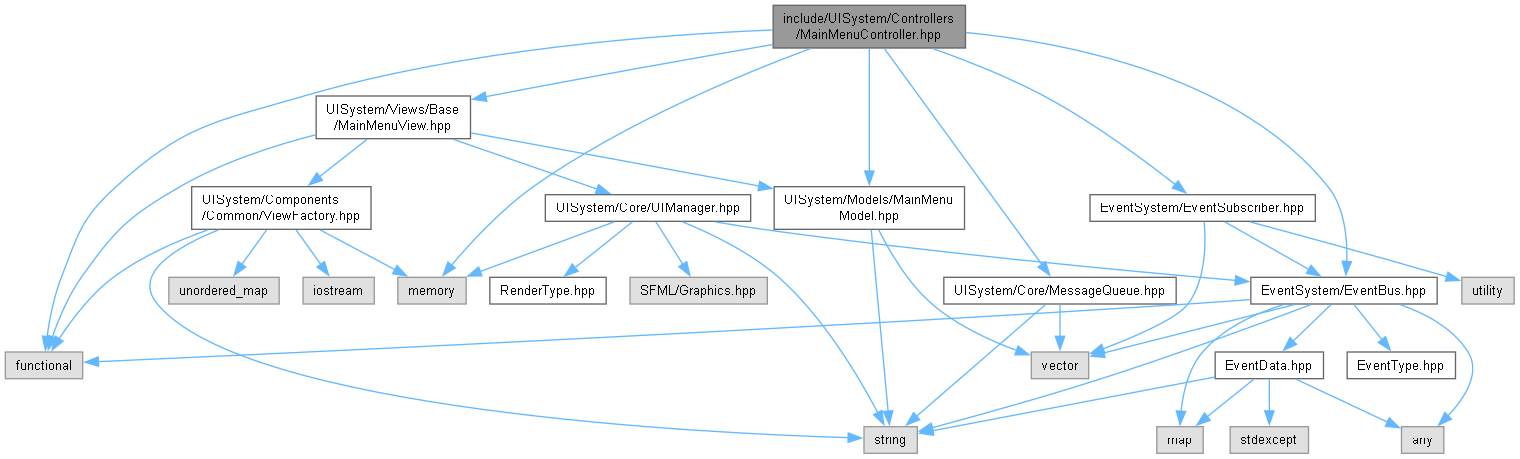 include/UISystem/Controllers
/MainMenuController.hpp
UISystem/Views/Base
/MainMenuView.hpp
UISystem/Components
/Common/ViewFactory.hpp
UISystem/Core/UIManager.hpp
UISystem/Models/MainMenu
Model.hpp
EventSystem/EventSubscriber.hpp
unordered_map
iostream
memory
RenderType.hpp
SFML/Graphics.hpp
UISystem/Core/MessageQueue.hpp
EventSystem/EventBus.hpp
utility
functional
vector
EventData.hpp
EventType.hpp
string
map
stdexcept
any